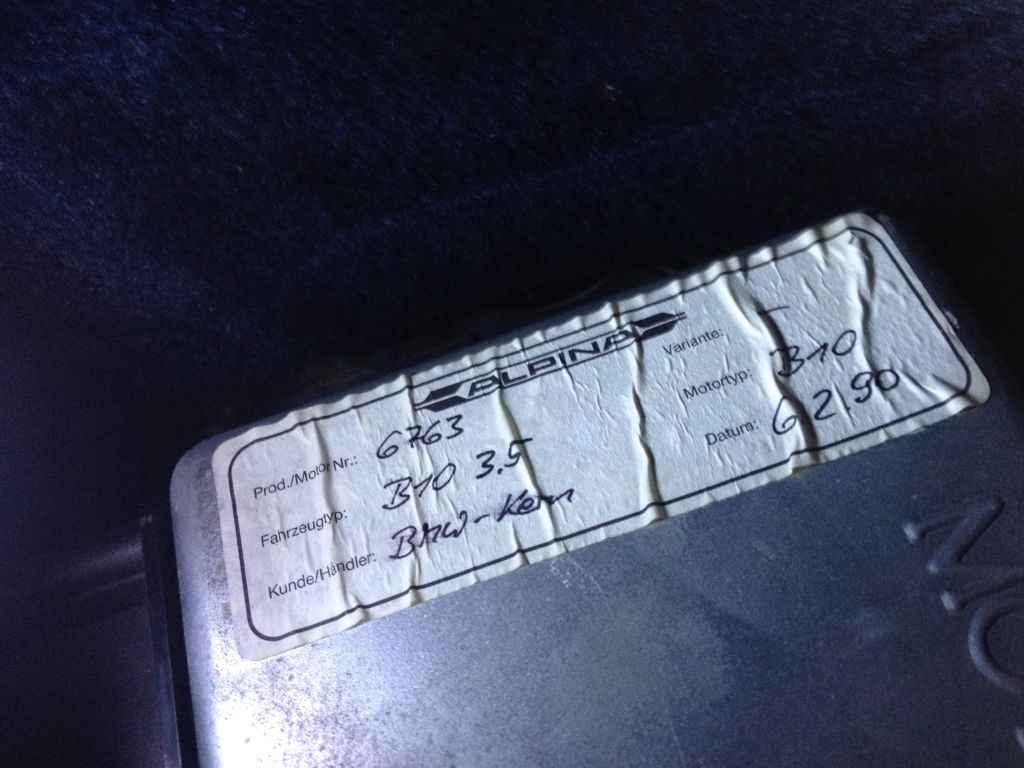 ALPINA
Prod./Motor Nr.: 6763
Fahrzeugtyp: B10 3.5
Kunde/Händler: BMW-Kern
Variante: –
Motortyp: B10
Datum: 6 2.90
MO